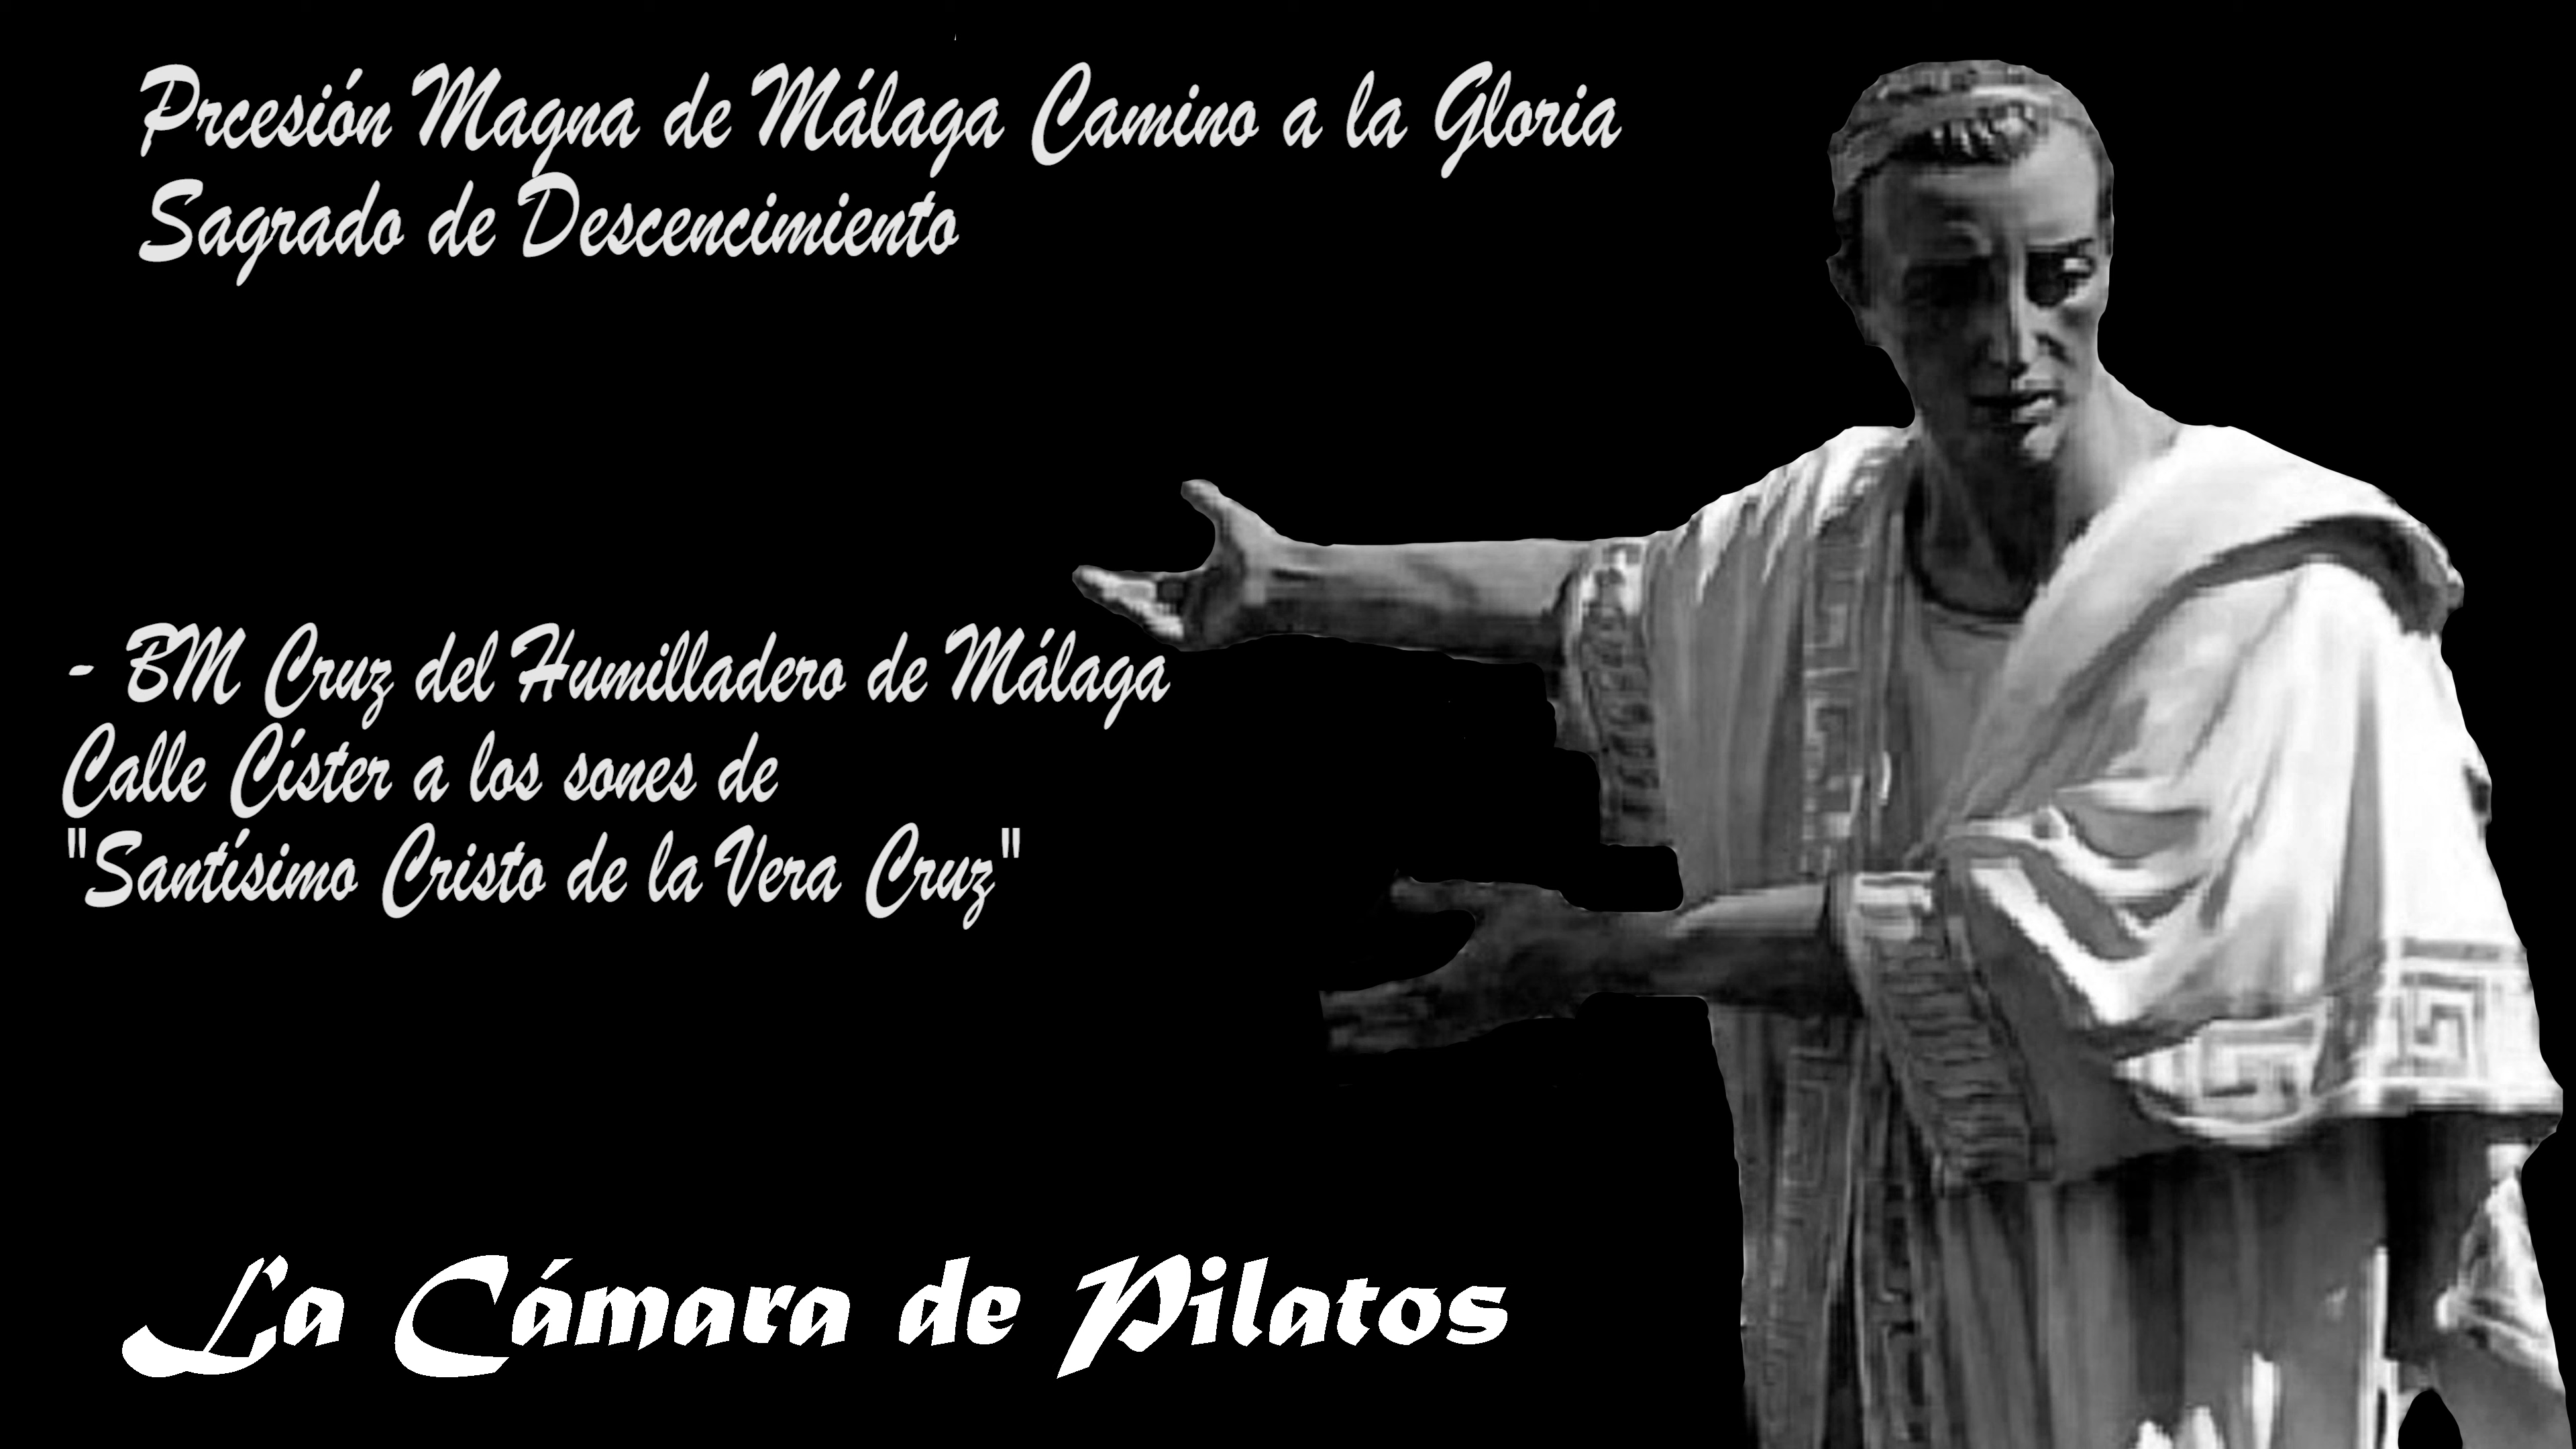 Prcesión Magna de Málaga Camino a la Gloria
Sagrado de Descencimiento
- BM Cruz del Humilladero de Málaga
Calle Císter a los sones de
"Santísimo Cristo de la Vera Cruz"
La Cámara de Pilatos